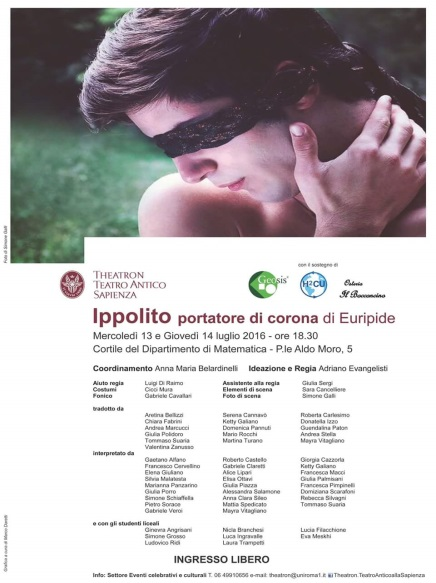 Foto di Simone Galli
con il sostegno di
THEATRON
TEATRO ANTICO
SAPIENZA
Geosis
H2CU
Osteria
Il Bocconcino
Ippolito portatore di corona di Euripide
Mercoledì 13 e Giovedì 14 luglio 2016 - ore 18.30
Cortile del Dipartimento di Matematica - P.le Aldo Moro, 5
Coordinamento Anna Maria Belardinelli Ideazione e Regia Adriano Evangelisti
Aiuto regia Luigi Di Raimo Assistente alla regia Giulia Sergi
Costumi Cicci Mura Elementi di scena Sara Cancelliere
Fonico Gabriele Cavallari Foto di scena Simone Galli
tradotto da
Aretina Bellizzi Serena Cannavò Roberta Carlesimo
Chiara Fabrini Ketty Galiano Donatella Izzo
Andrea Marcucci Domenica Pannuti Guendalina Paton
Giulia Polidoro Mario Rocchi Andrea Stella
Tommaso Suaria Martina Turano Mayra Vitagliano
Valentina Zanusso
interpretato da
Gaetano Alfano Roberto Castello Giorgia Cazzorla
Francesco Cervellino Gabriele Claretti Ketty Galiano
Elena Giuliano Alice Lipari Francesca Macci
Silvia Malatesta Elisa Ottavi Giulia Palmisani
Marianna Panzarino Giulia Piazza Francesca Pimpinelli
Giulia Porro Alessandra Salamone Domiziana Scarafoni
Simone Schiaffella Anna Clara Sileo Rebecca Silvagni
Pietro Soraci Mattia Spedicato Tommaso Suaria
Gabriele Veroi Mayra Vitagliano
e con gli studenti liceali
Ginevra Angrisani Nicla Branchesi Lucia Filacchione
Simone Grosso Luca Ingravalle Eva Meskhi
Ludovico Ridi Laura Trampetti
INGRESSO LIBERO
Info: Settore Eventi celebrativi e culturali T. 06 49910656 e-mail: theatron@uniroma1.it Theatron.TeatroAnticoallaSapienza